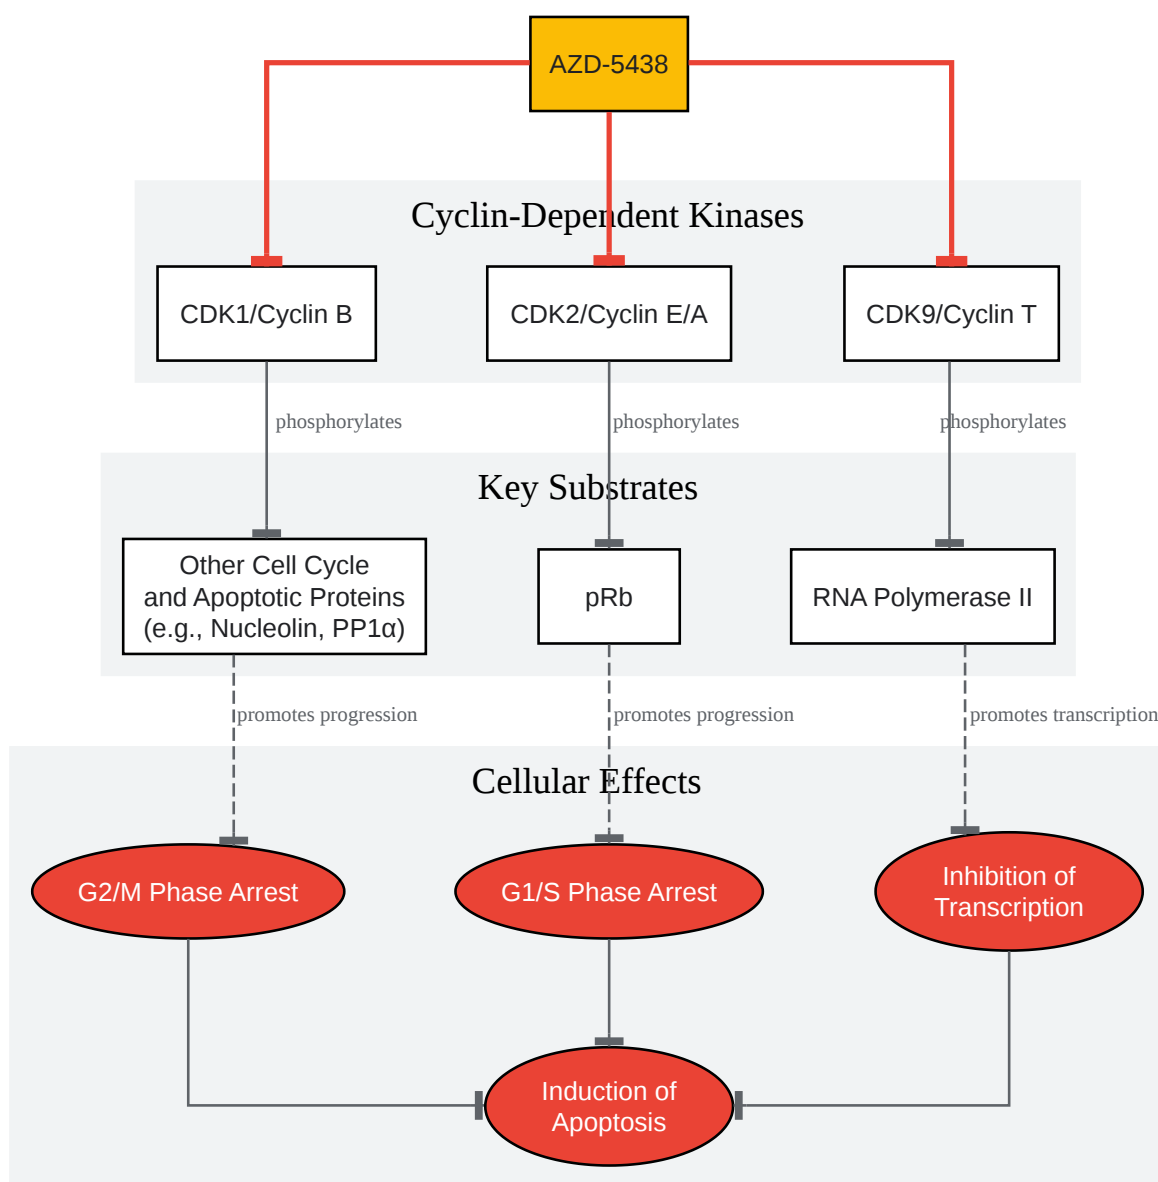 AZD-5438
Cyclin-Dependent Kinases
CDK1/Cyclin B
CDK2/Cyclin E/A
CDK9/Cyclin T
phosphorylates
phosphorylates
phosphorylates
Key Substrates
Other Cell Cycle
and Apoptotic Proteins
(e.g., Nucleolin, PP1α)
pRb
RNA Polymerase II
promotes progression
promotes progression
promotes transcription
Cellular Effects
G2/M Phase Arrest
G1/S Phase Arrest
Inhibition of
Transcription
Induction of
Apoptosis